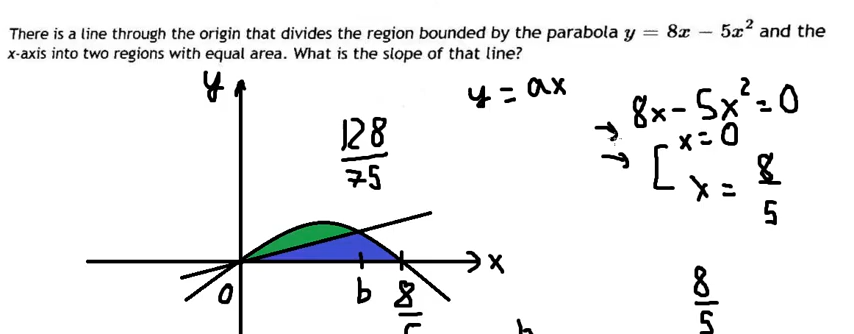 There is a line through the origin that divides the region bounded by the parabola y = 8x − 5x² and the
x-axis into two regions with equal area. What is the slope of that line?
y
y = ax
8x - 5x² = 0
128
75
→ x = 0
→ [ x = 8/5
x
0
b
8
5
8
5
b